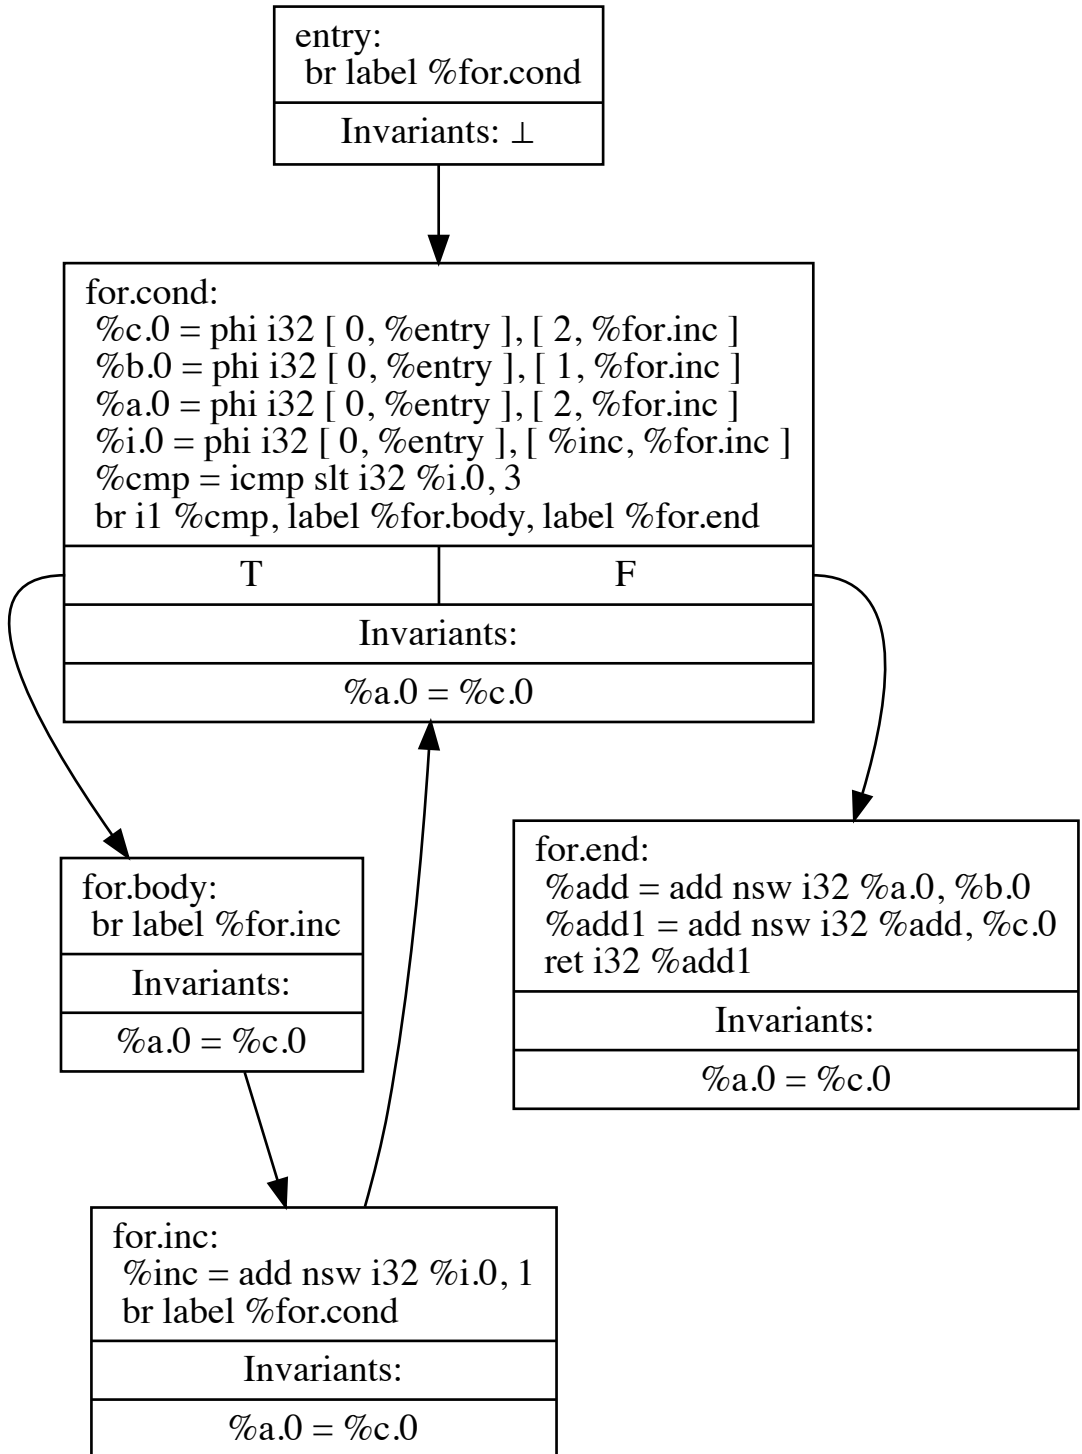 entry:
br label %for.cond
Invariants: ⊥
for.cond:
%c.0 = phi i32 [ 0, %entry ], [ 2, %for.inc ]
%b.0 = phi i32 [ 0, %entry ], [ 1, %for.inc ]
%a.0 = phi i32 [ 0, %entry ], [ 2, %for.inc ]
%i.0 = phi i32 [ 0, %entry ], [ %inc, %for.inc ]
%cmp = icmp slt i32 %i.0, 3
br i1 %cmp, label %for.body, label %for.end
T
F
Invariants:
%a.0 = %c.0
for.body:
br label %for.inc
Invariants:
%a.0 = %c.0
for.end:
%add = add nsw i32 %a.0, %b.0
%add1 = add nsw i32 %add, %c.0
ret i32 %add1
Invariants:
%a.0 = %c.0
for.inc:
%inc = add nsw i32 %i.0, 1
br label %for.cond
Invariants:
%a.0 = %c.0